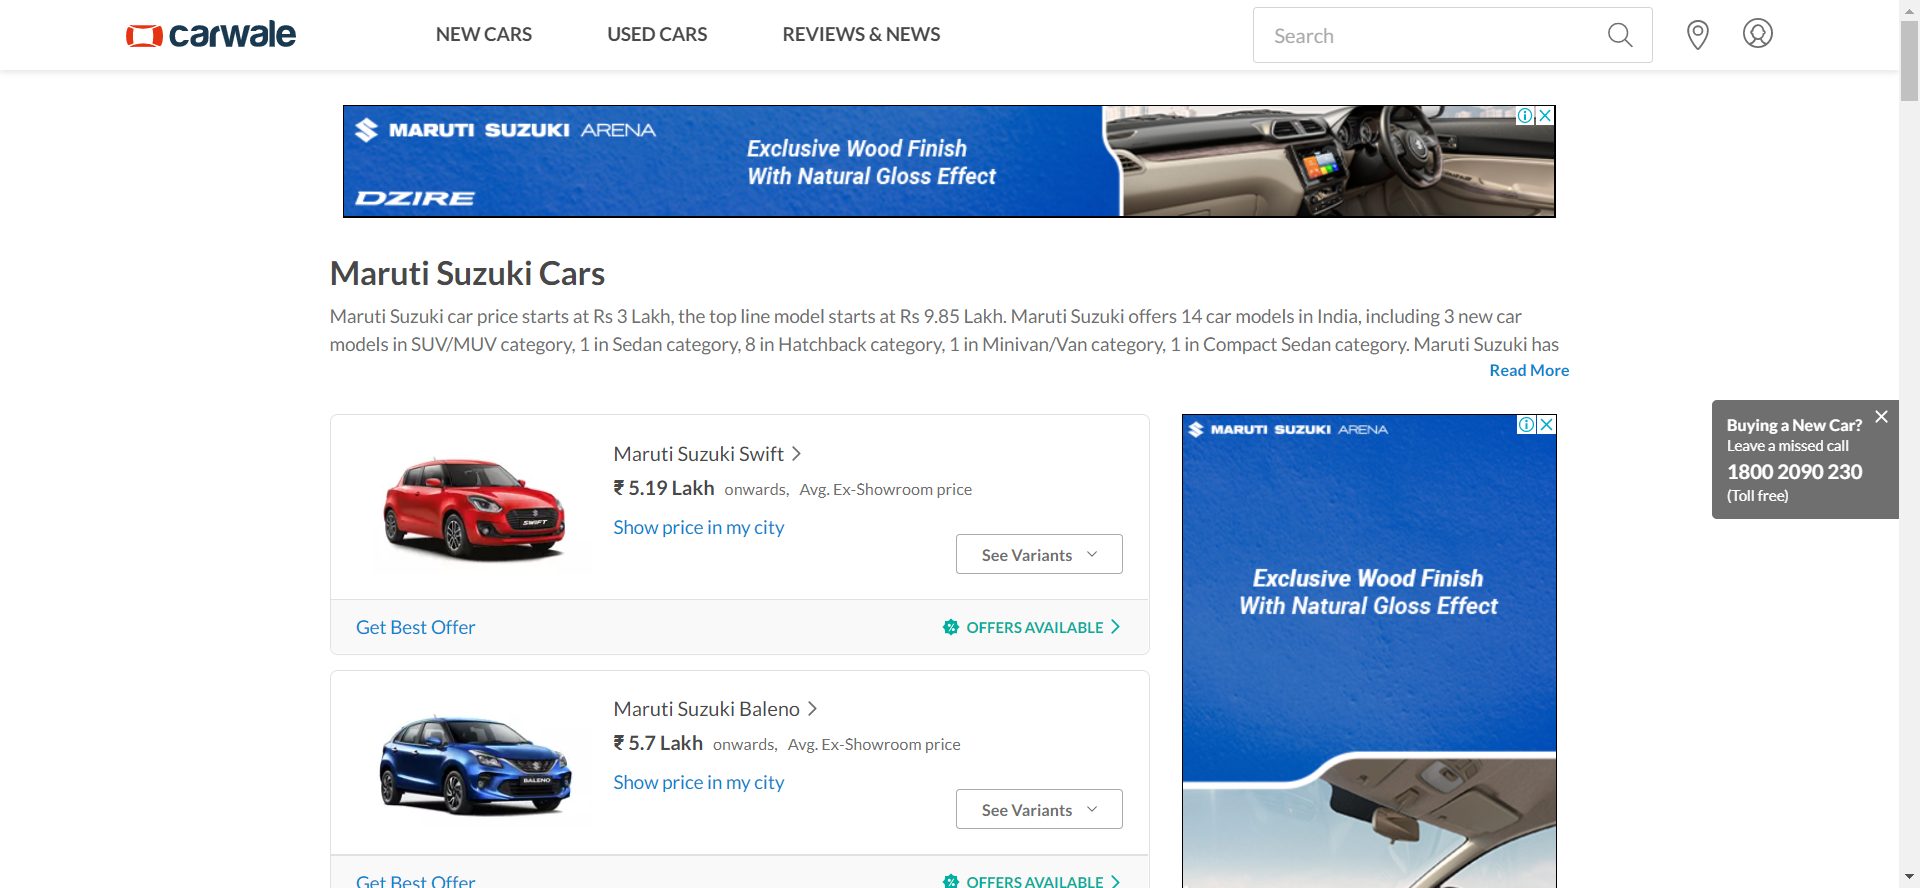 carwale
NEW CARS
USED CARS
REVIEWS & NEWS
Search
MARUTI SUZUKI ARENA
Exclusive Wood Finish
With Natural Gloss Effect
DZIRE
Maruti Suzuki Cars
Maruti Suzuki car price starts at Rs 3 Lakh, the top line model starts at Rs 9.85 Lakh. Maruti Suzuki offers 14 car models in India, including 3 new car
models in SUV/MUV category, 1 in Sedan category, 8 in Hatchback category, 1 in Minivan/Van category, 1 in Compact Sedan category. Maruti Suzuki has
Read More
Maruti Suzuki Swift
₹ 5.19 Lakh onwards, Avg. Ex-Showroom price
Show price in my city
See Variants
SWIFT
Get Best Offer
OFFERS AVAILABLE
Maruti Suzuki Baleno
₹ 5.7 Lakh onwards, Avg. Ex-Showroom price
Show price in my city
See Variants
BALENO
Get Best Offer
OFFERS AVAILABLE
MARUTI SUZUKI ARENA
Exclusive Wood Finish
With Natural Gloss Effect
Buying a New Car?
Leave a missed call
1800 2090 230
(Toll free)